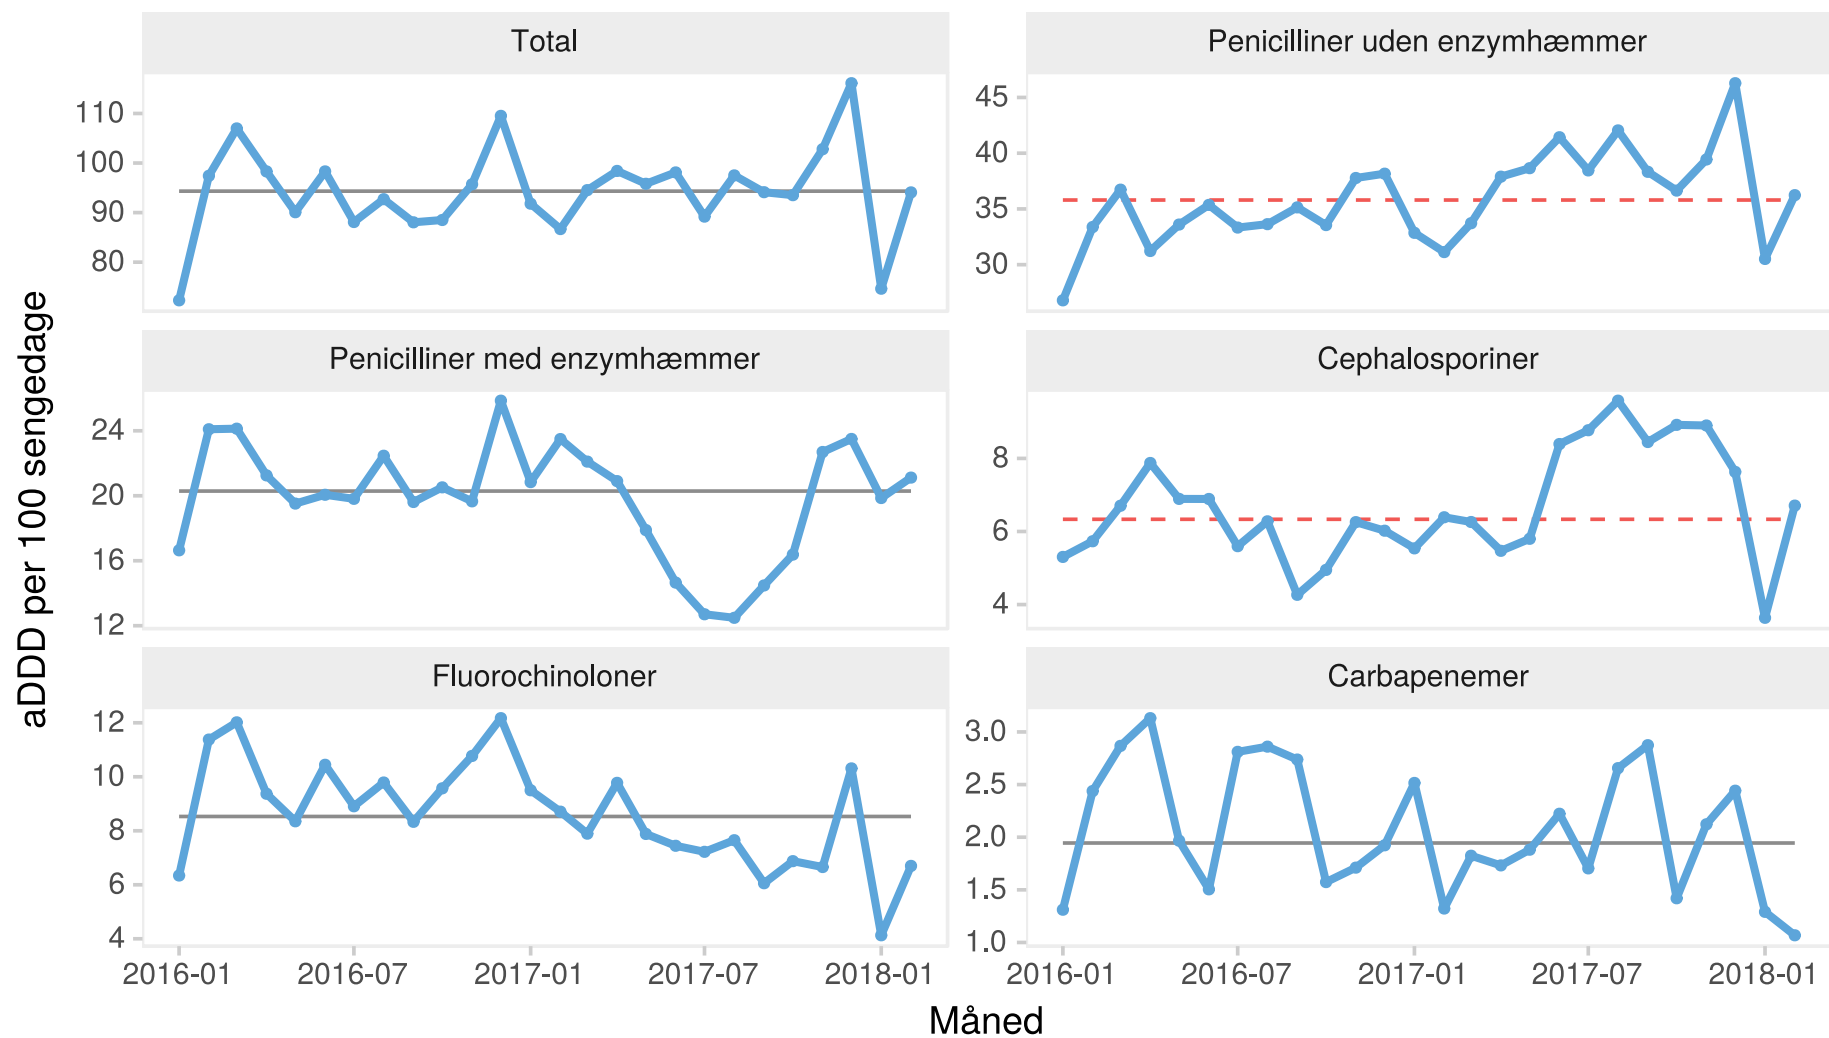 Total
110
100
90
80
Penicilliner uden enzymhæmmer
45
40
35
30
Penicilliner med enzymhæmmer
24
20
16
12
Cephalosporiner
8
6
4
Fluorochinoloner
12
10
8
6
4
Carbapenemer
3.0
2.5
2.0
1.5
1.0
2016-01 2016-07 2017-01 2017-07 2018-01
2016-01 2016-07 2017-01 2017-07 2018-01
Måned
aDDD per 100 sengedage